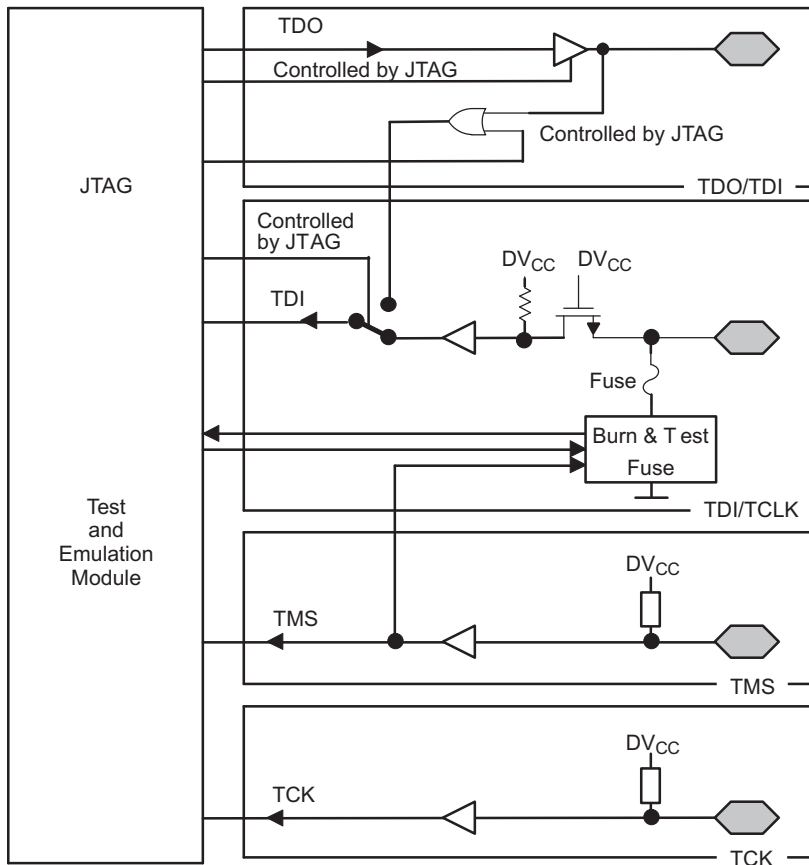 TDO
Controlled by JTAG
Controlled by JTAG
JTAG
TDO/TDI
Controlled
by JTAG
DVCC
DVCC
TDI
Fuse
Burn & T est
Fuse
TDI/TCLK
Test
and
Emulation
Module
DVCC
TMS
TMS
DVCC
TCK
TCK